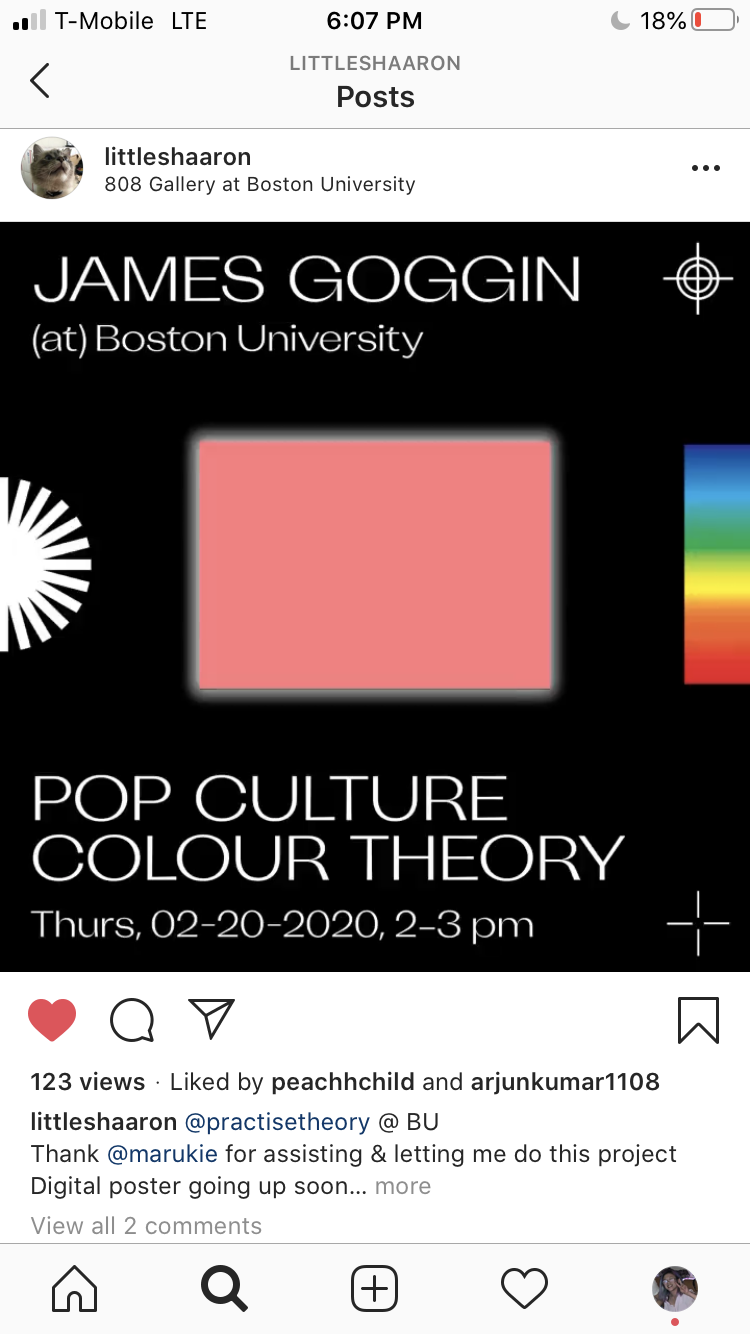 T-Mobile LTE 6:07 PM 18%
LITTLESHAARON
Posts
littleshaaron
808 Gallery at Boston University
JAMES GOGGIN
(at) Boston University
POP CULTURE
COLOUR THEORY
Thurs, 02-20-2020, 2-3 pm
123 views · Liked by peachhchild and arjunkumar1108
littleshaaron @practisetheory @ BU
Thank @marukie for assisting & letting me do this project
Digital poster going up soon... more
View all 2 comments